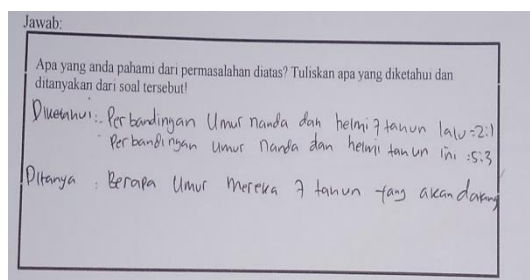 Jawab:
Apa yang anda pahami dari permasalahan diatas? Tuliskan apa yang diketahui dan
ditanyakan dari soal tersebut!
Diketahui: Perbandingan Umur nanda dan helmi 7 tahun lalu = 2:1
Perbandingan umur nanda dan helmi tahun ini :5:3
Ditanya : Berapa Umur mereka 7 tahun yang akan datang